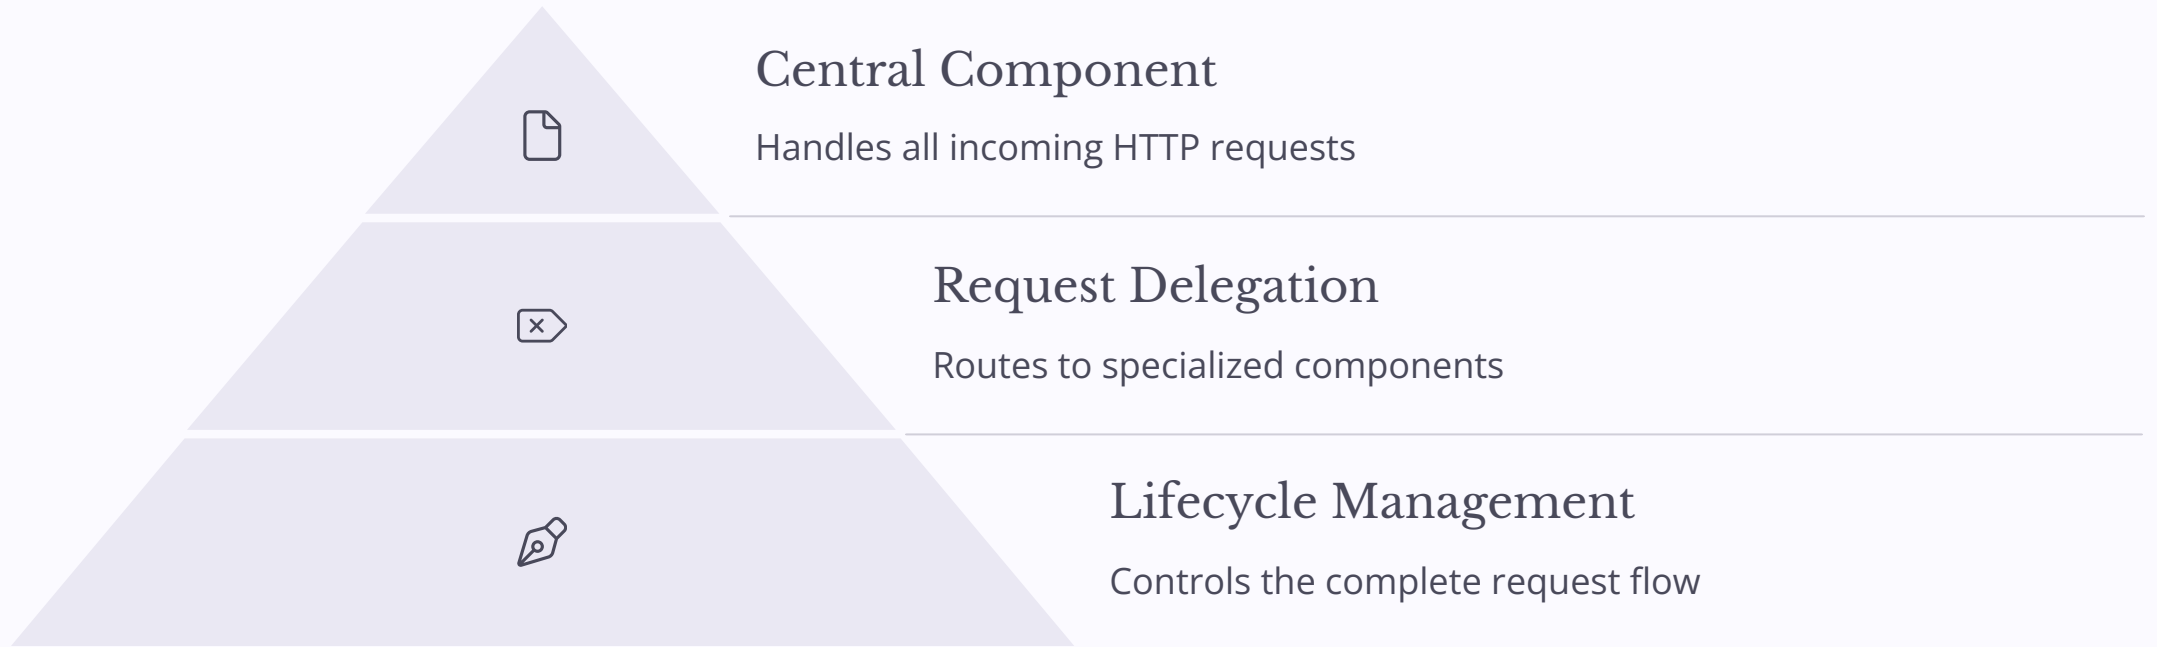 Central Component
Handles all incoming HTTP requests
Request Delegation
Routes to specialized components
Lifecycle Management
Controls the complete request flow